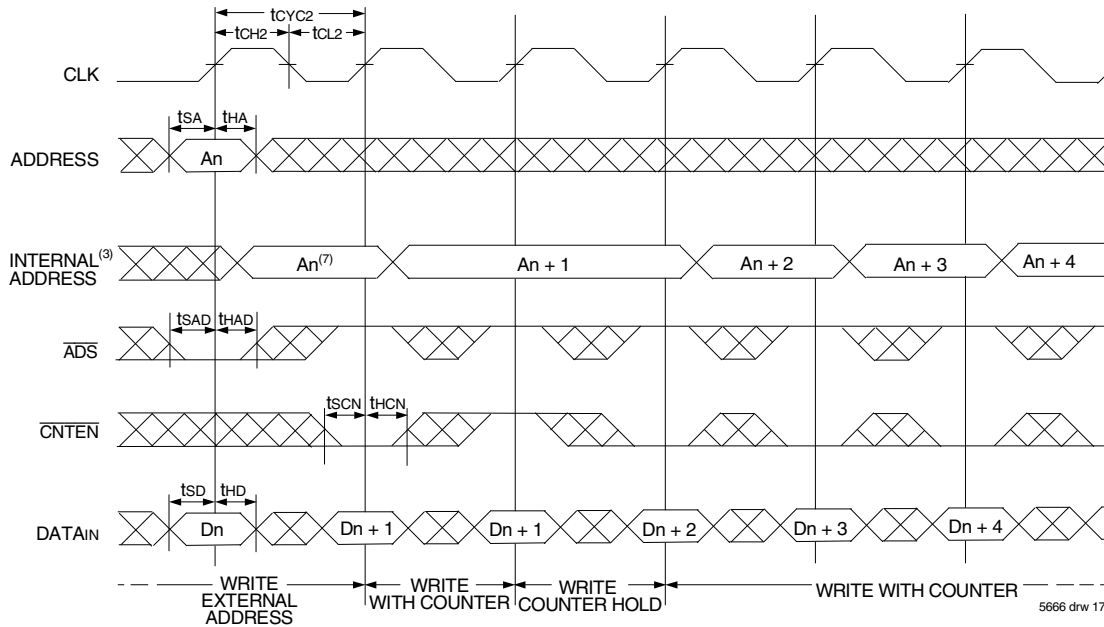 tCYC2
tCH2 tCL2
CLK
tSA tHA
ADDRESS
An
INTERNAL(3)
ADDRESS
An(7) An + 1 An + 2 An + 3 An + 4
tSAD tHAD
ADS
tSCN tHCN
CNTEN
tSD tHD
DATAIN
Dn Dn + 1 Dn + 1 Dn + 2 Dn + 3 Dn + 4
WRITE
EXTERNAL
ADDRESS
WRITE
WITH COUNTER
WRITE
COUNTER HOLD
WRITE WITH COUNTER
5666 drw 17